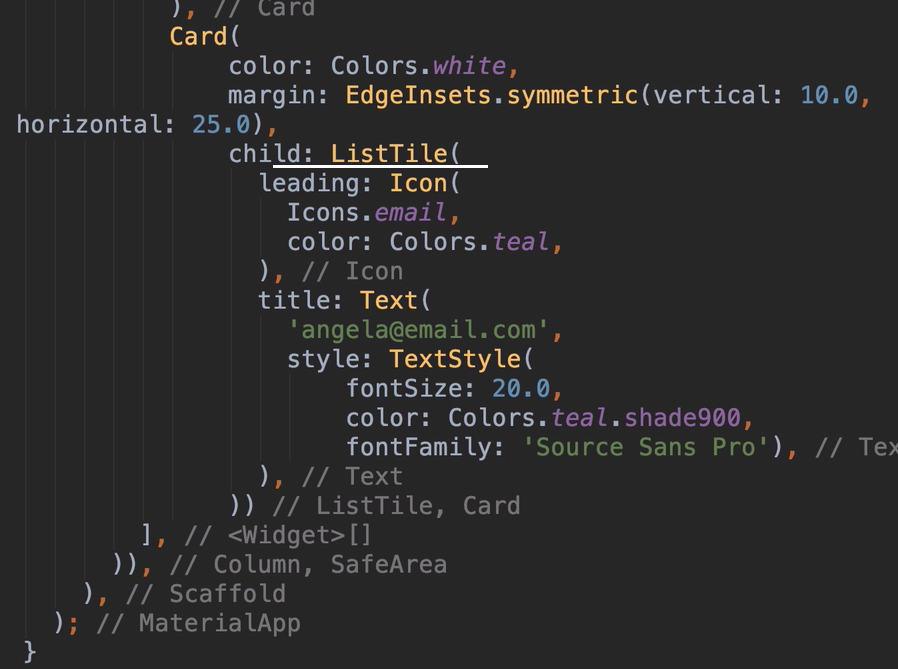 ), // Card
Card(
color: Colors.white,
margin: EdgeInsets.symmetric(vertical: 10.0,
horizontal: 25.0),
child: ListTile(
leading: Icon(
Icons.email,
color: Colors.teal,
), // Icon
title: Text(
'angela@email.com',
style: TextStyle(
fontSize: 20.0,
color: Colors.teal.shade900,
fontFamily: 'Source Sans Pro'), // Tex
), // Text
)) // ListTile, Card
], // <Widget>[]
)), // Column, SafeArea
), // Scaffold
); // MaterialApp
}